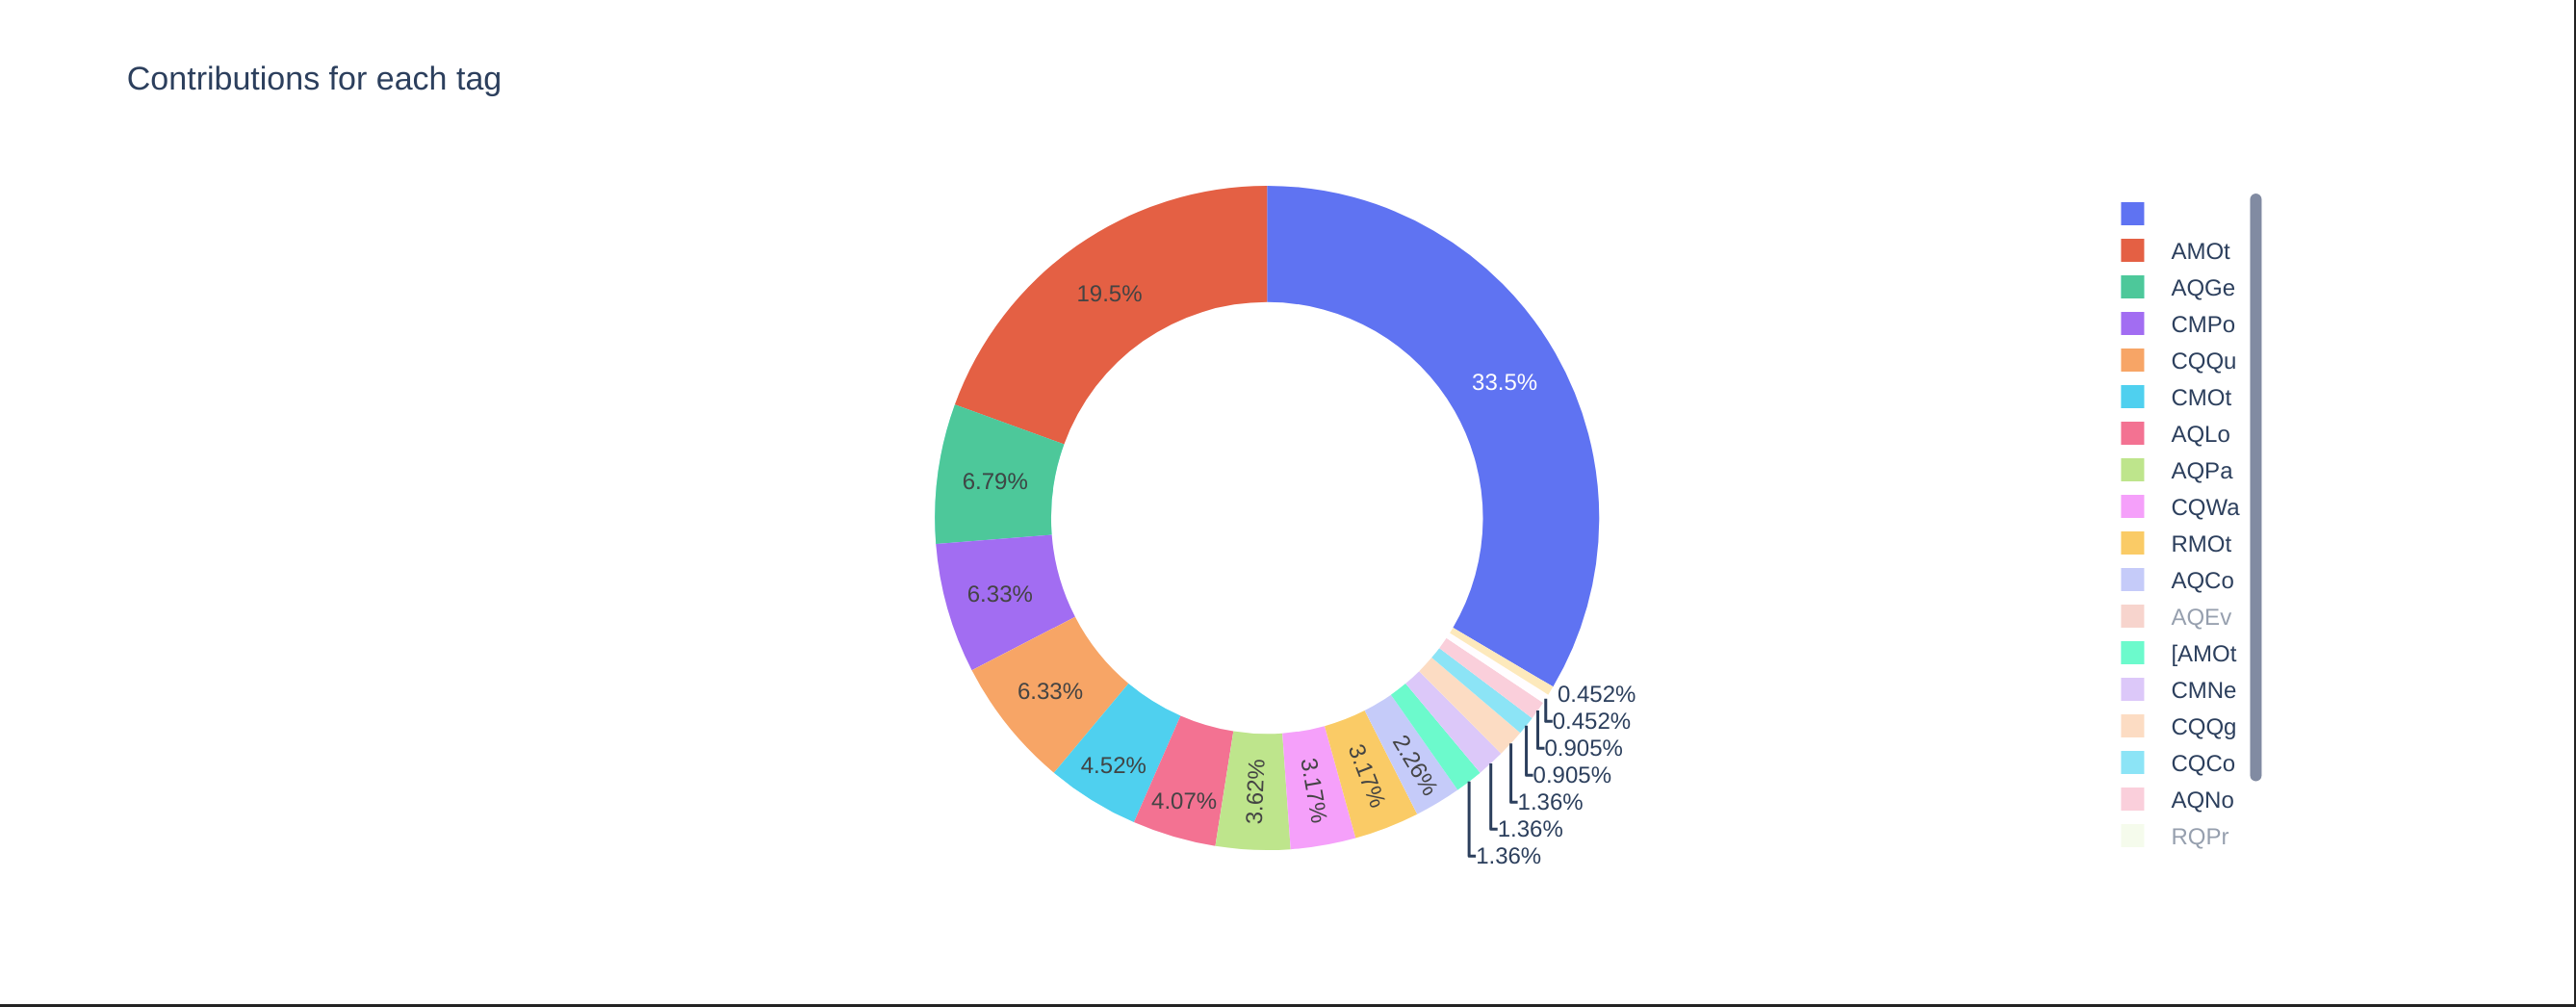 Contributions for each tag
19.5%
33.5%
6.79%
6.33%
6.33%
4.52%
4.07%
3.62%
3.17%
3.17%
2.26%
0.452%
0.452%
0.905%
0.905%
1.36%
1.36%
1.36%
AMOt
AQGe
CMPo
CQQu
CMOt
AQLo
AQPa
CQWa
RMOt
AQCo
AQEv
[AMOt
CMNe
CQQg
CQCo
AQNo
RQPr